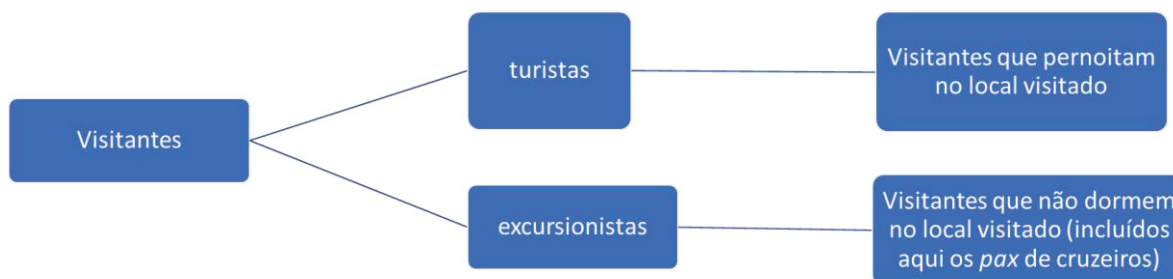 Visitantes
turistas
Visitantes que pernoitam
no local visitado
excursionistas
Visitantes que não dormem
no local visitado (incluídos
aqui os pax de cruzeiros)